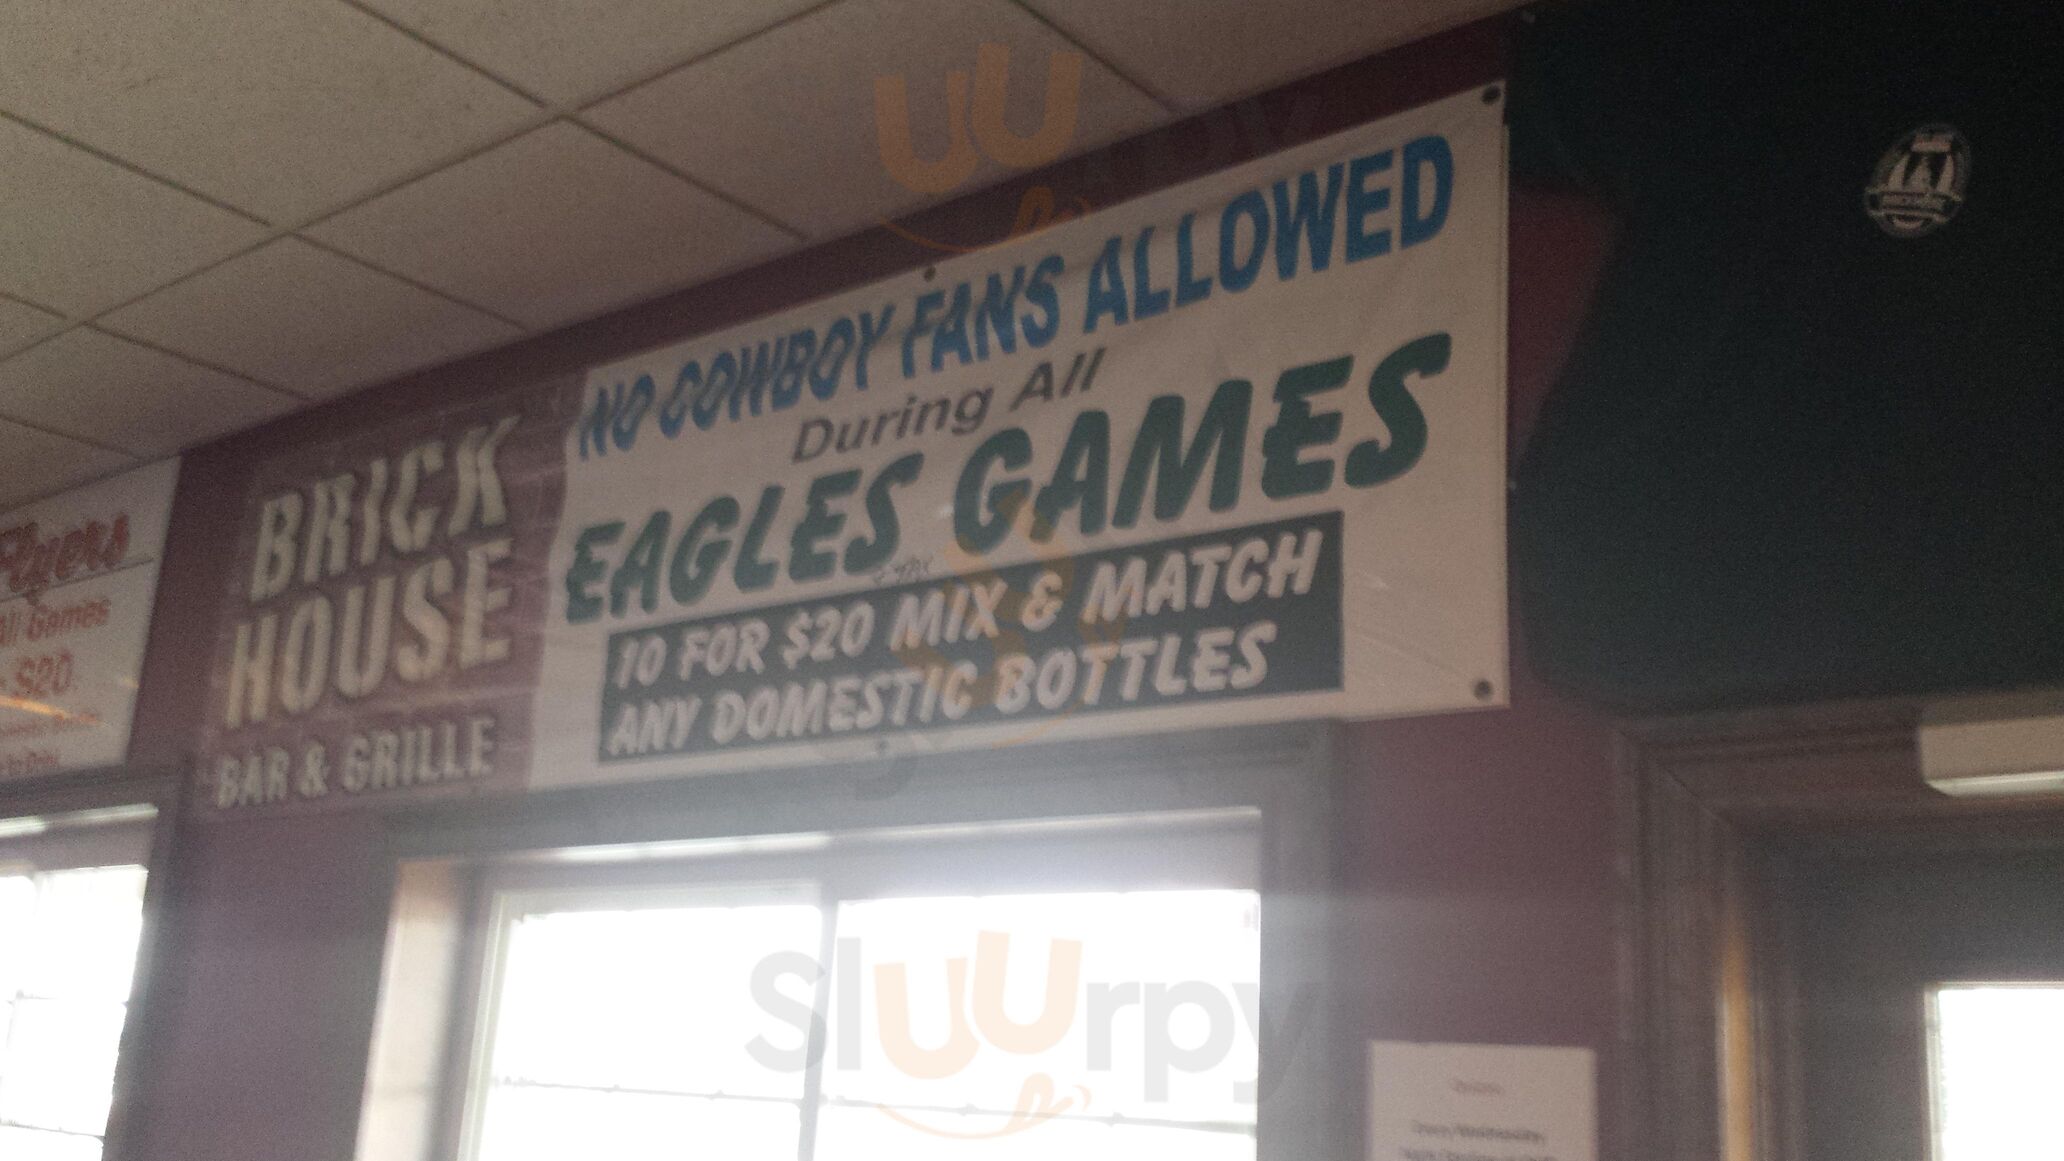 NO COWBOY FANS ALLOWED
During All
EAGLES GAMES
+ TAX
10 FOR $20 MIX & MATCH
ANY DOMESTIC BOTTLES
BRICK
HOUSE
BAR & GRILLE
Flyers
All Games
$20
Sluurpy